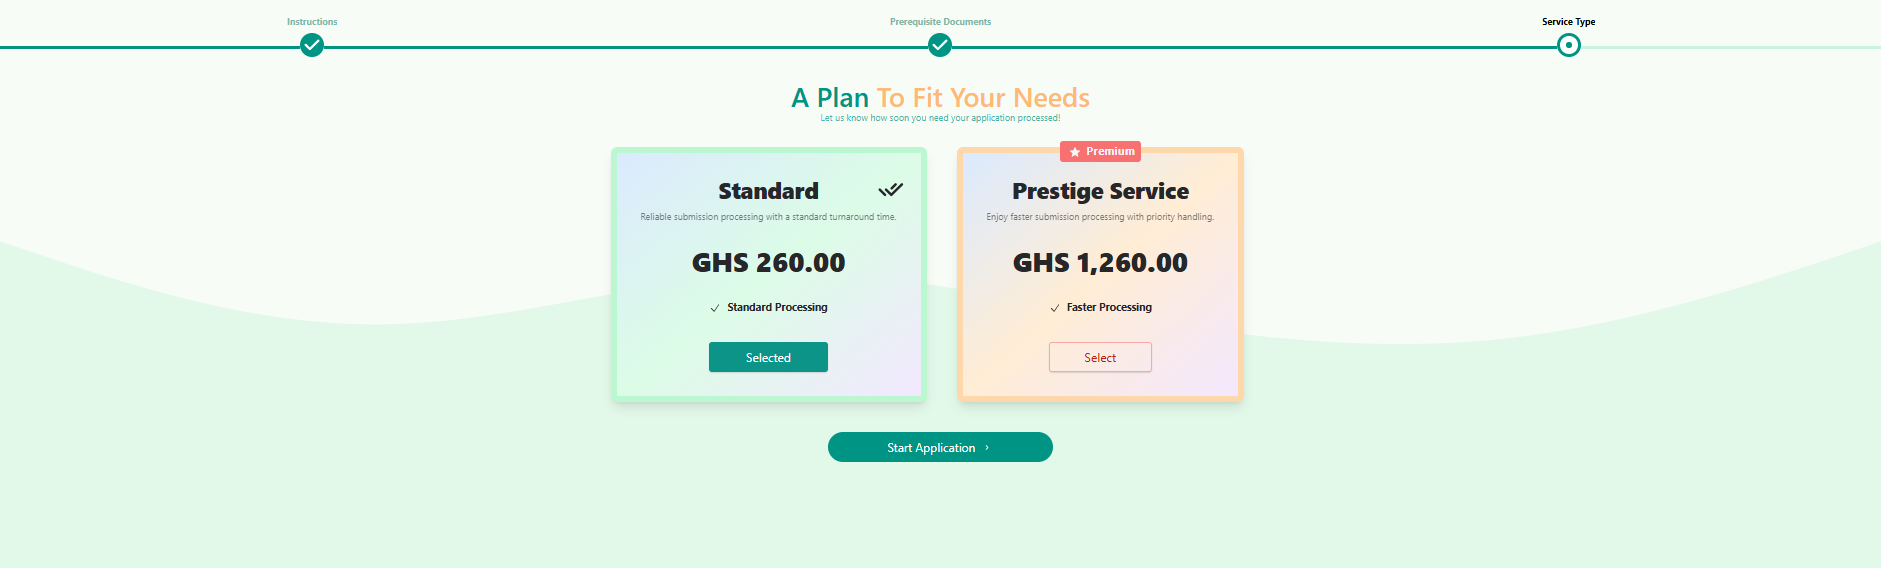 Instructions
Prerequisite Documents
Service Type
A Plan To Fit Your Needs
Let us know how soon you need your application processed!
Standard
Reliable submission processing with a standard turnaround time.
GHS 260.00
Standard Processing
Selected
Premium
Prestige Service
Enjoy faster submission processing with priority handling.
GHS 1,260.00
Faster Processing
Select
Start Application